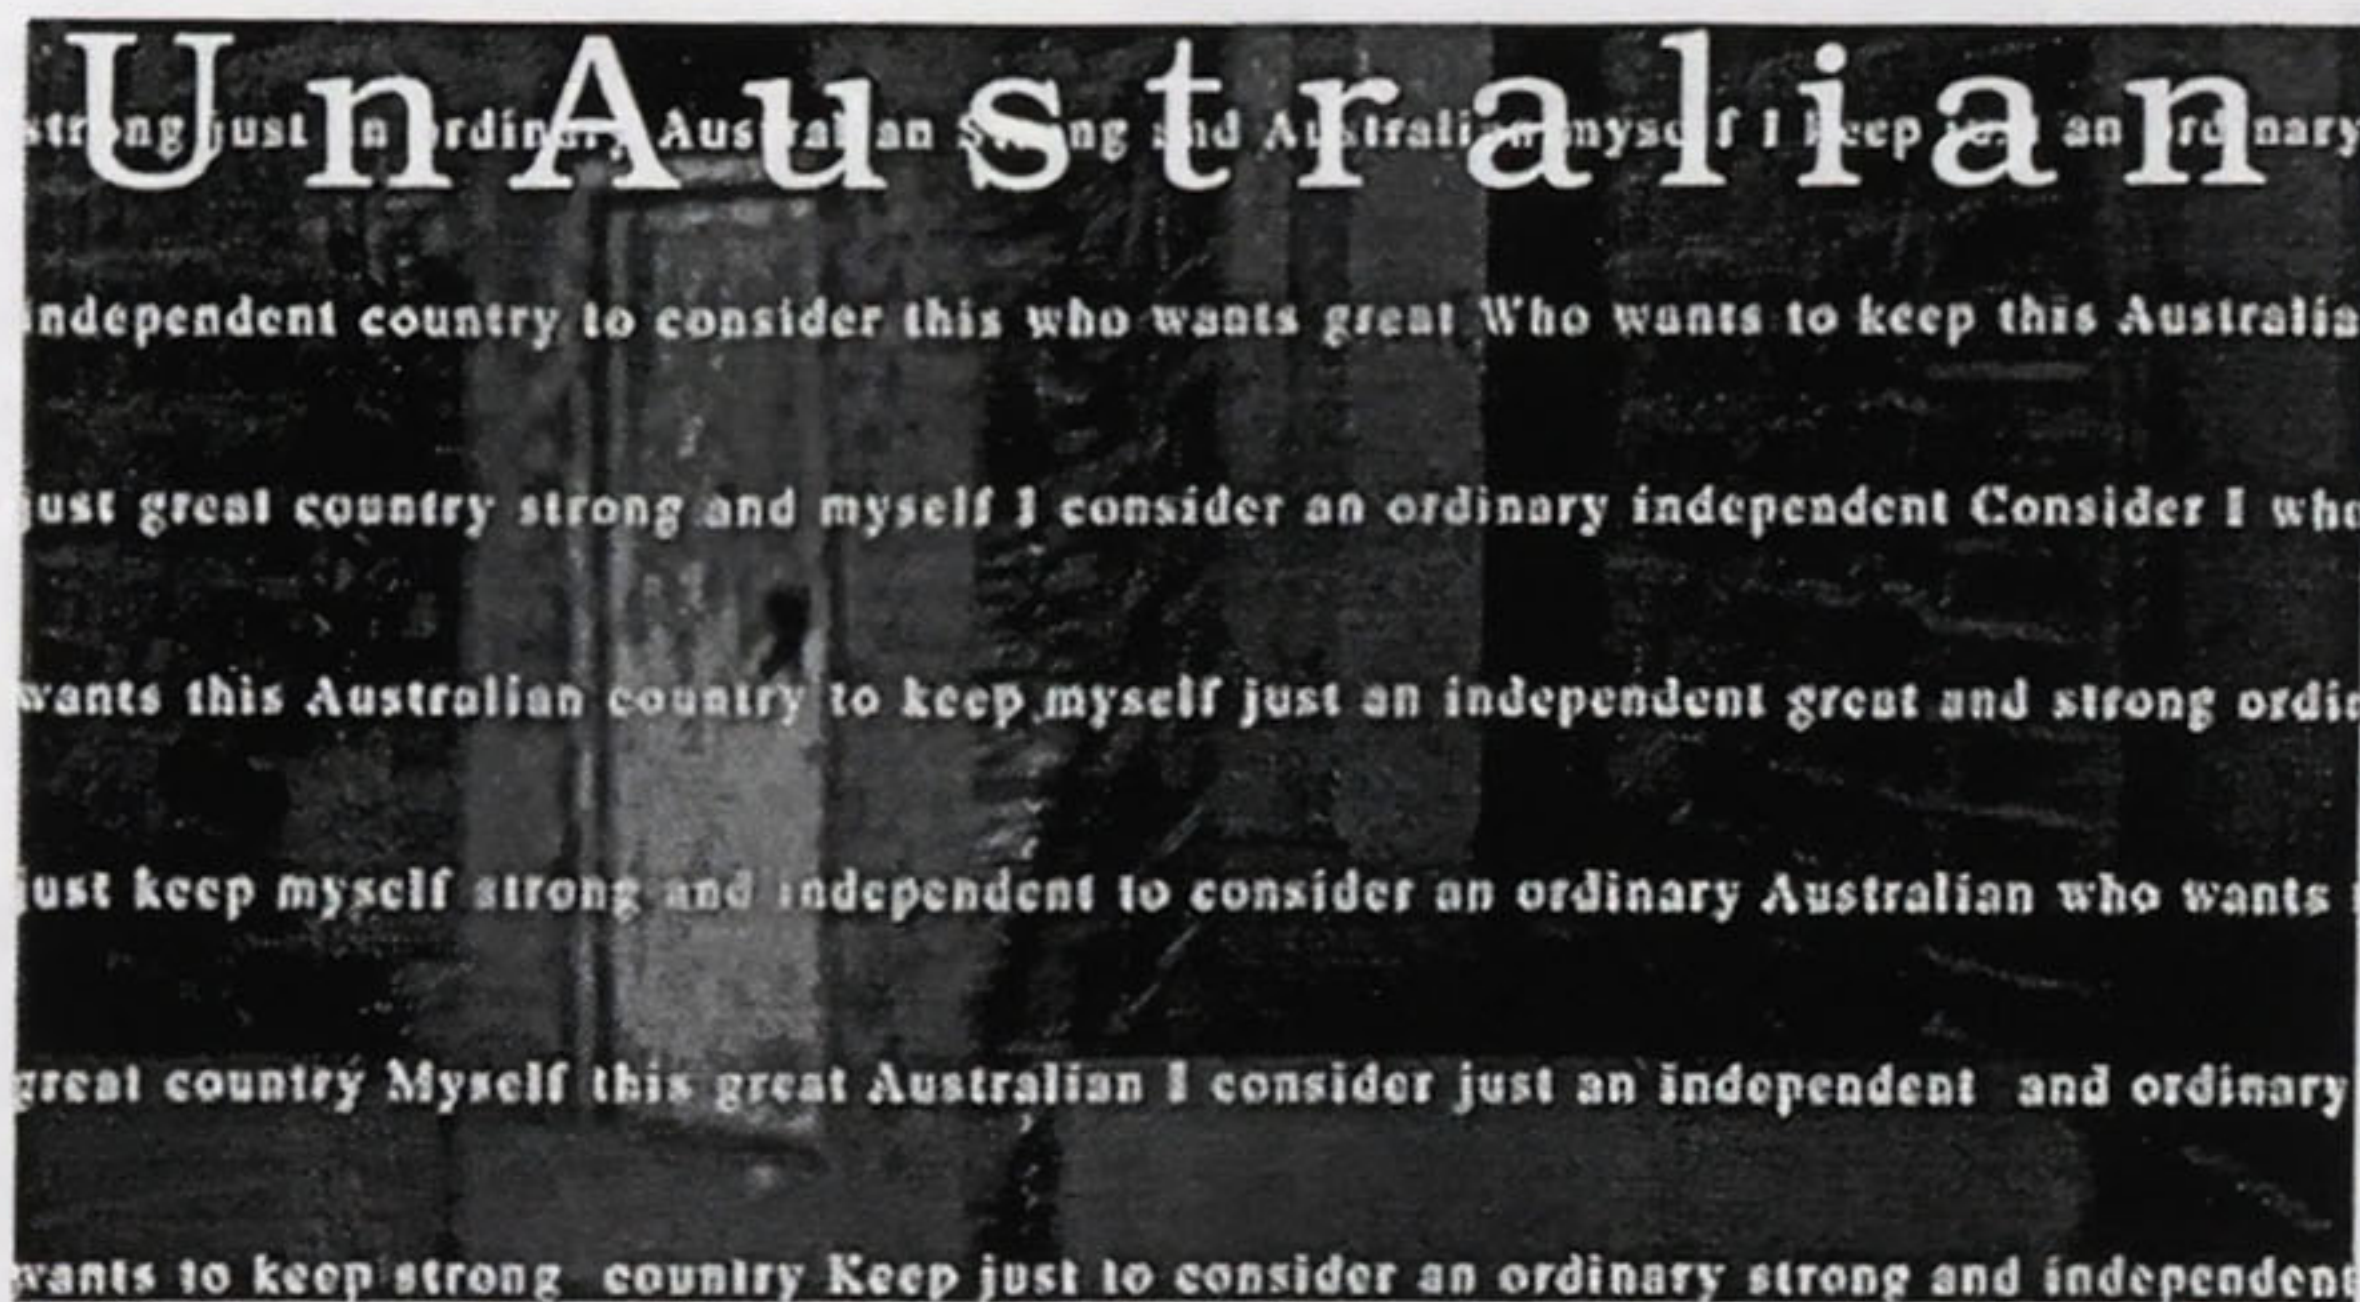 UnAustralian
strong just an ordinary Australian strong and Australian myself I keep just an ordinary
independent country to consider this who wants great Who wants to keep this Australia
just great country strong and myself I consider an ordinary independent Consider I who
wants this Australian country to keep myself just an independent great and strong ordin
just keep myself strong and independent to consider an ordinary Australian who wants
great country Myself this great Australian I consider just an independent and ordinary
wants to keep strong country Keep just to consider an ordinary strong and independent